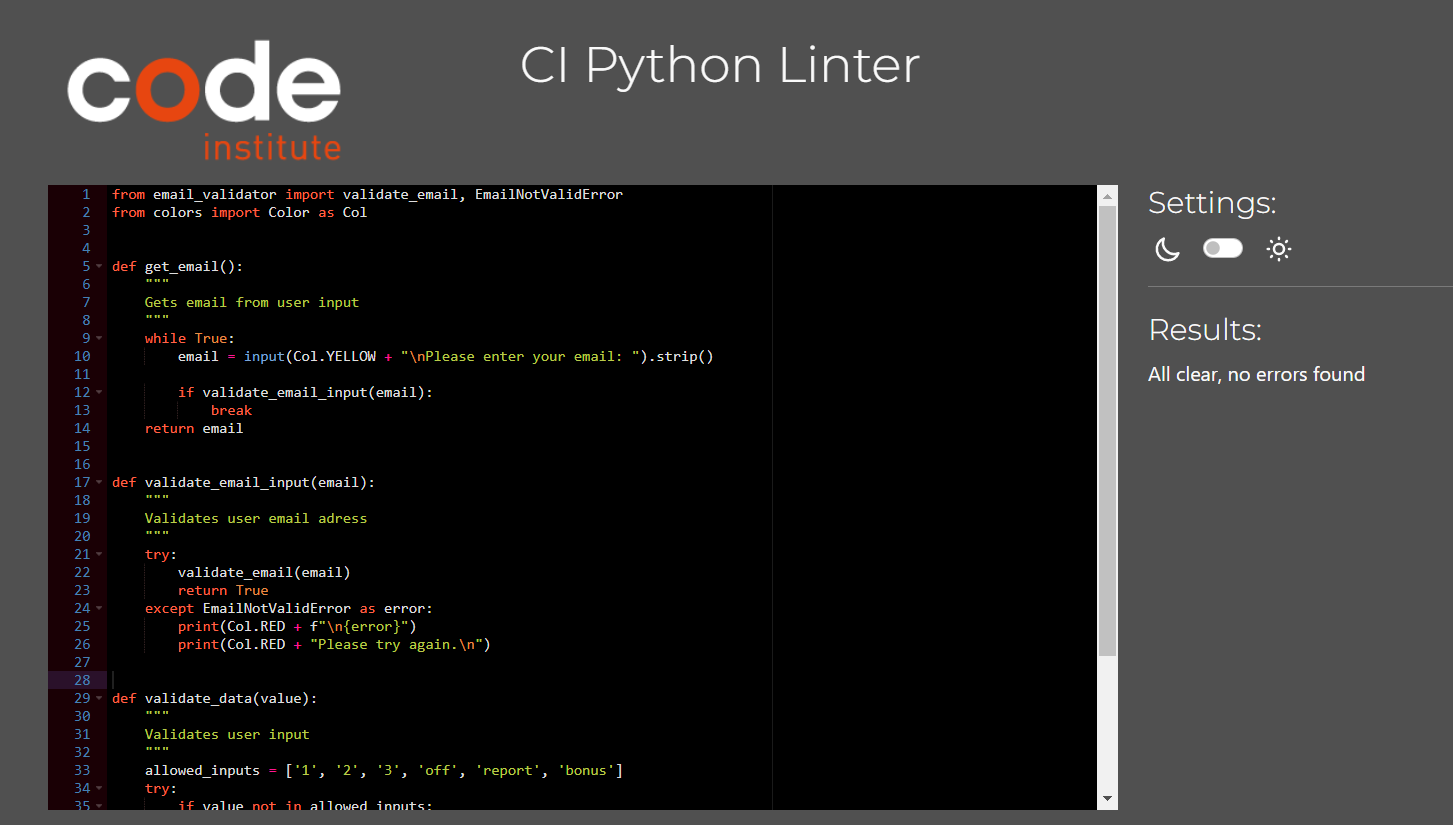 code
institute
CI Python Linter
1 from email_validator import validate_email, EmailNotValidError
2 from colors import Color as Col
3
4
5 def get_email():
6 """
7 Gets email from user input
8 """
9 while True:
10 email = input(Col.YELLOW + "\nPlease enter your email: ").strip()
11
12 if validate_email_input(email):
13 break
14 return email
15
16
17 def validate_email_input(email):
18 """
19 Validates user email adress
20 """
21 try:
22 validate_email(email)
23 return True
24 except EmailNotValidError as error:
25 print(Col.RED + f"\n{error}")
26 print(Col.RED + "Please try again.\n")
27
28
29 def validate_data(value):
30 """
31 Validates user input
32 """
33 allowed_inputs = ['1', '2', '3', 'off', 'report', 'bonus']
34 try:
35 if value not in allowed_inputs:
Settings:
Results:
All clear, no errors found